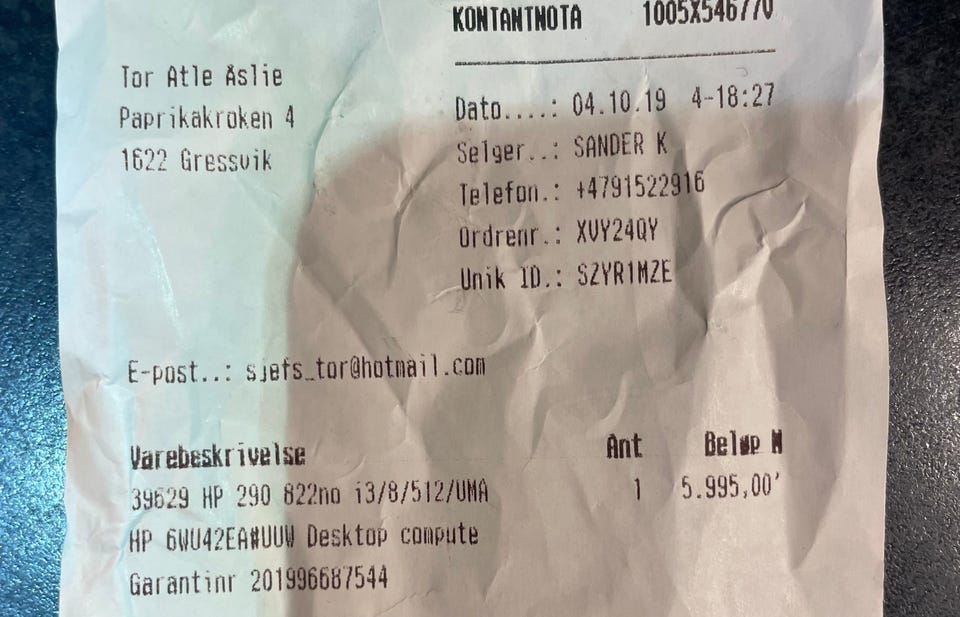 KONTANTNOTA 1005X546770
Tor Atle Åslie
Paprikakroken 4
1622 Gressvik
Dato....: 04.10.19 4-18:27
Selger..: SANDER K
Telefon.: +4791522916
Ordrenr.: XVY24QY
Unik ID.: SZYR1MZE
E-post..: sjefs_tor@hotmail.com
Varebeskrivelse Ant Beløp M
39629 HP 290 822no i3/8/512/UMA 1 5.995,00'
HP 6WU42EA#UUW Desktop compute
Garantinr 201996687544